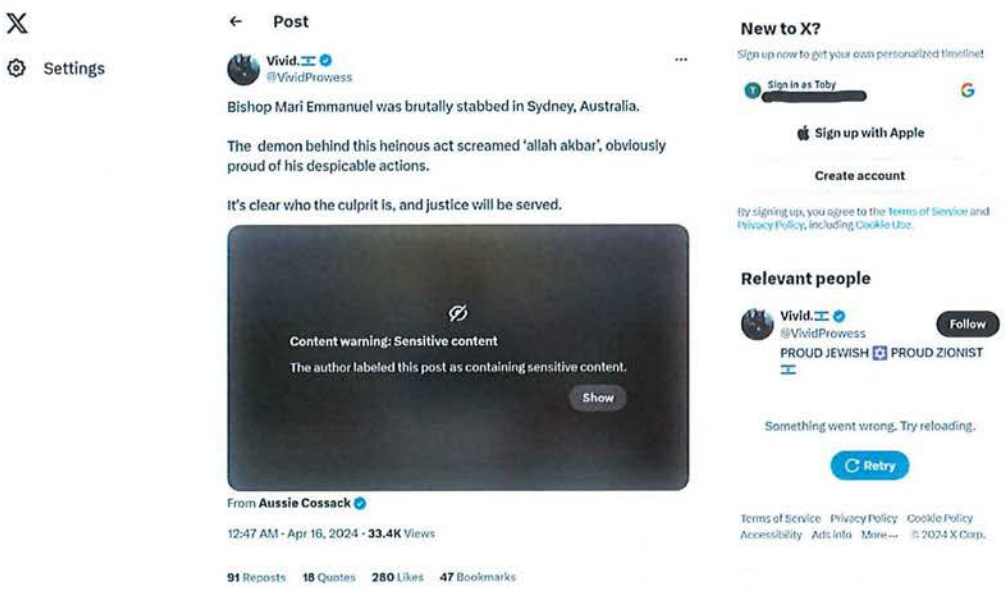 Settings
Post
Vivid.
@VividProwess
Bishop Mari Emmanuel was brutally stabbed in Sydney, Australia.
The demon behind this heinous act screamed ‘allah akbar’, obviously
proud of his despicable actions.
It's clear who the culprit is, and justice will be served.
Content warning: Sensitive content
The author labeled this post as containing sensitive content.
Show
From Aussie Cossack
12:47 AM · Apr 16, 2024 · 33.4K Views
91 Reposts 18 Quotes 280 Likes 47 Bookmarks
New to X?
Sign up now to get your own personalized timeline!
T
Sign in as Toby
Sign up with Apple
Create account
By signing up, you agree to the Terms of Service and
Privacy Policy, including Cookie Use.
Relevant people
Vivid.
@VividProwess
Follow
PROUD JEWISH PROUD ZIONIST
Something went wrong. Try reloading.
Retry
Terms of Service Privacy Policy Cookie Policy
Accessibility Ads info More ··· © 2024 X Corp.